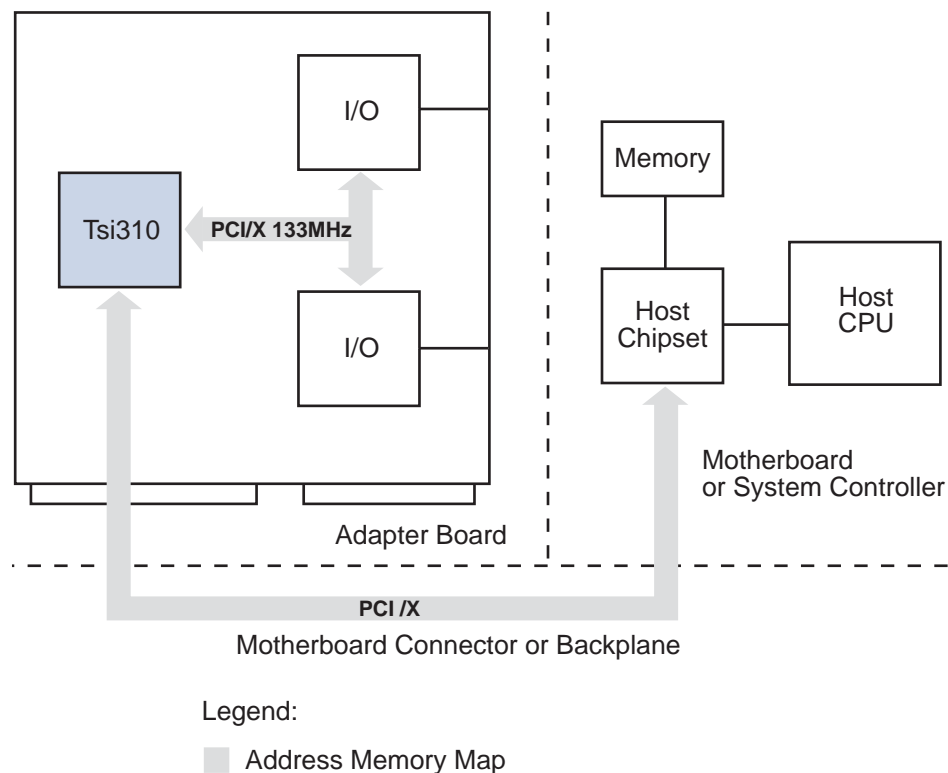 I/O
Memory
Tsi310
PCI/X 133MHz
I/O
Host
Chipset
Host
CPU
Motherboard
or System Controller
Adapter Board
PCI /X
Motherboard Connector or Backplane
Legend:
Address Memory Map